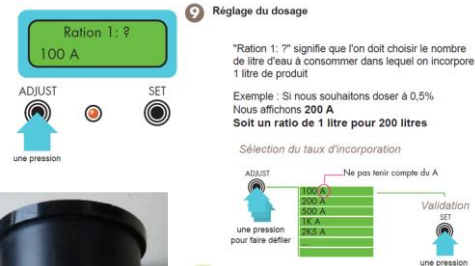 Ration 1: ?
100 A
ADJUST
SET
une pression
9 Réglage du dosage
"Ration 1: ?" signifie que l'on doit choisir le nombre
de litre d'eau à consommer dans lequel on incorpore
1 litre de produit
Exemple : Si nous souhaitons doser à 0,5%
Nous affichons 200 A
Soit un ratio de 1 litre pour 200 litres
Sélection du taux d'incorporation
ADJUST
Ne pas tenir compte du A
100 A
200 A
500 A
1K A
2K5 A
...
une pression
pour faire défiler
Validation
SET
une pression